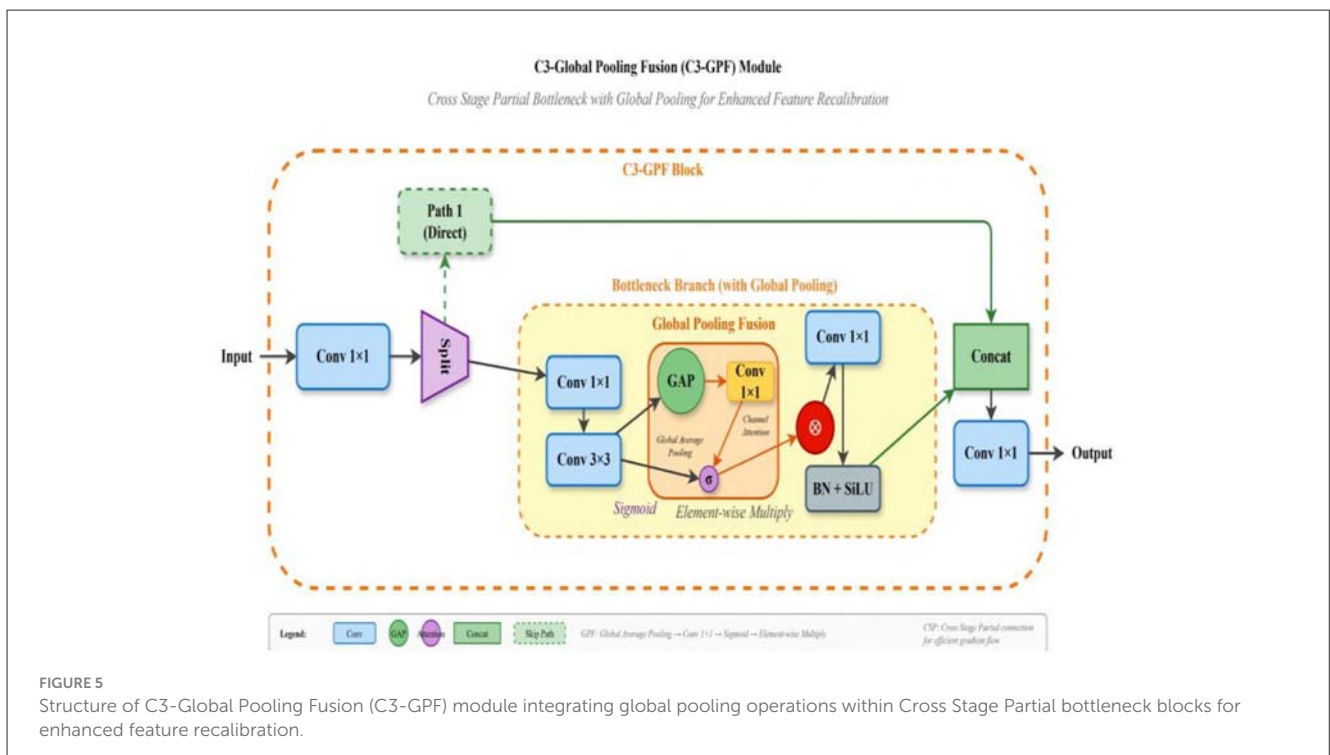 C3-Global Pooling Fusion (C3-GPF) Module
Cross Stage Partial Bottleneck with Global Pooling for Enhanced Feature Recalibration
C3-GPF Block
Path 1
(Direct)
Bottleneck Branch (with Global Pooling)
Global Pooling Fusion
Input
Conv 1×1
Split
Conv 1×1
Conv 3×3
GAP
Conv
1×1
Global Average
Pooling
Channel
Attention
σ
Sigmoid
Element-wise Multiply
⊗
Conv 1×1
BN + SiLU
Concat
Conv 1×1
Output
Legend:
Conv
GAP
Attention
Concat
Skip Path
GPF: Global Average Pooling → Conv 1×1 → Sigmoid → Element-wise Multiply
CSP: Cross Stage Partial connection
for efficient gradient flow
FIGURE 5
Structure of C3-Global Pooling Fusion (C3-GPF) module integrating global pooling operations within Cross Stage Partial bottleneck blocks for
enhanced feature recalibration.